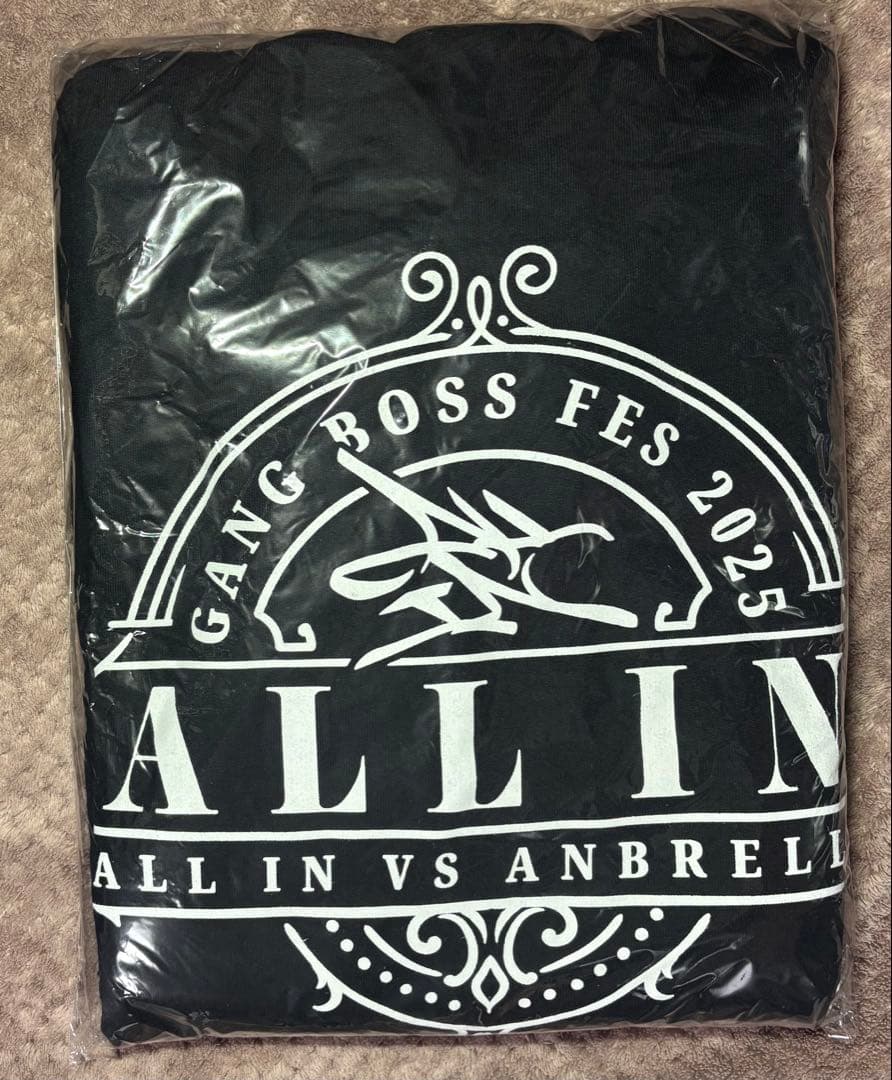 GANG BOSS FES 2025
ALL IN
ALL IN VS ANBRELL